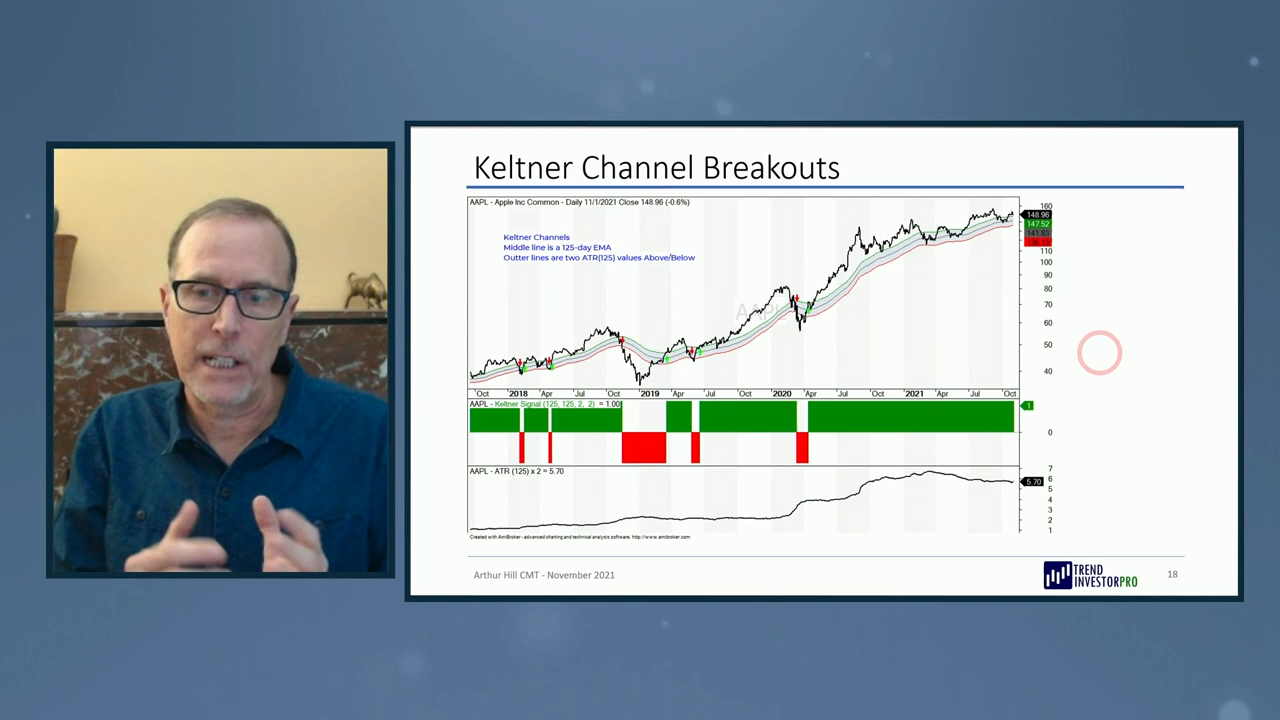 Keltner Channel Breakouts
AAPL - Apple Inc Common - Daily 11/1/2021 Close 148.96 (-0.6%)
Keltner Channels
Middle line is a 125-day EMA
Outter lines are two ATR(125) values Above/Below
160
148.96
147.52
141.83
110
100
90
80
70
60
50
40
Oct 2018 Apr Jul Oct 2019 Apr Jul Oct 2020 Apr Jul Oct 2021 Apr Jul Oct
AAPL - Keltner Signal (125, 125, 2, 2) = 1.00
1
0
AAPL - ATR (125) x 2 = 5.70
7
6
5.70
5
4
3
2
1
Created with AmiBroker - advanced charting and technical analysis software. http://www.amibroker.com
Arthur Hill CMT - November 2021
TREND
INVESTORPRO
18